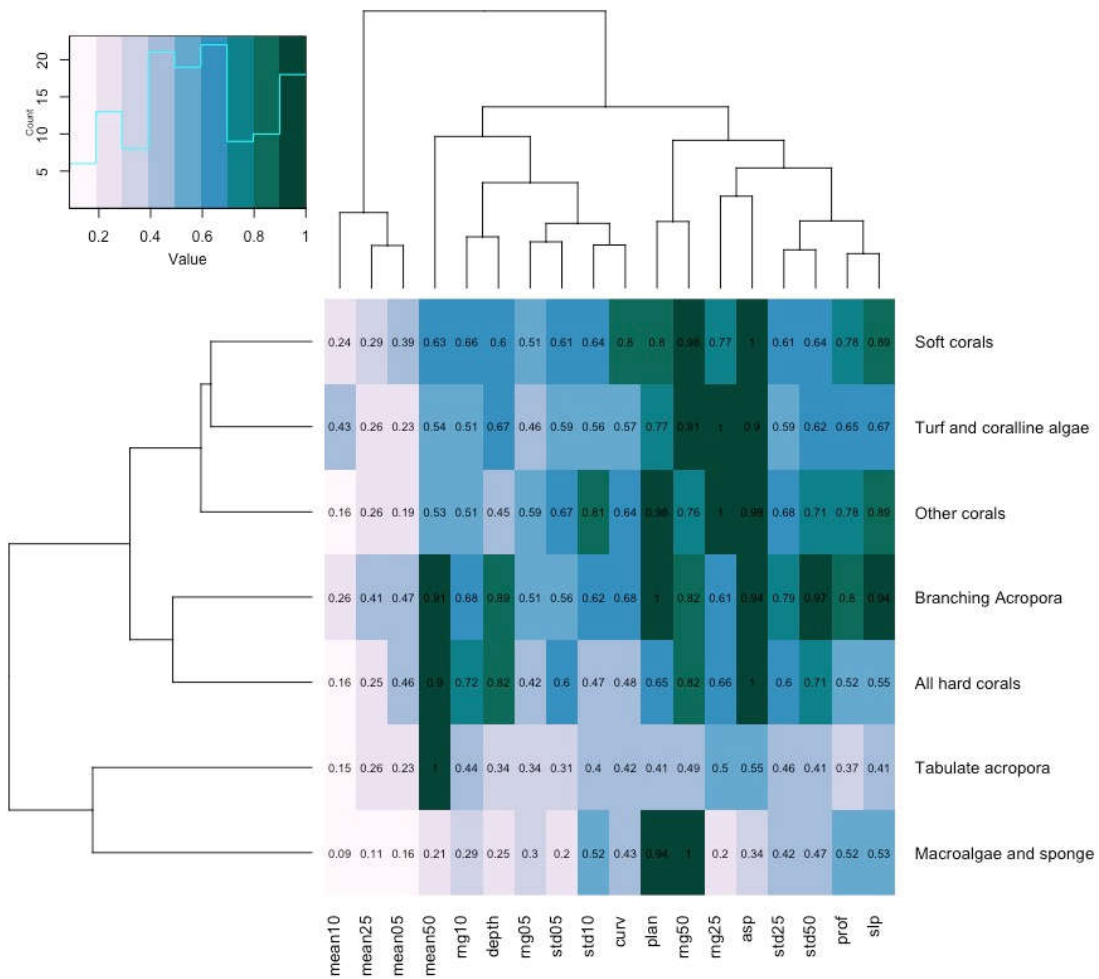 20
15
10
5
Count
0.2 0.4 0.6 0.8 1
Value
0.24 0.29 0.39 0.63 0.66 0.6 0.51 0.61 0.64 0.8 0.8 0.98 0.77 1 0.61 0.64 0.78 0.89 Soft corals
0.43 0.26 0.23 0.54 0.51 0.67 0.46 0.59 0.56 0.57 0.77 0.91 1 0.9 0.59 0.62 0.65 0.67 Turf and coralline algae
0.16 0.26 0.19 0.53 0.51 0.45 0.59 0.67 0.81 0.64 0.98 0.76 1 0.98 0.68 0.71 0.78 0.89 Other corals
0.26 0.41 0.47 0.91 0.68 0.89 0.51 0.56 0.62 0.68 1 0.82 0.61 0.94 0.79 0.97 0.8 0.94 Branching Acropora
0.16 0.25 0.46 0.9 0.72 0.82 0.42 0.6 0.47 0.48 0.65 0.82 0.66 1 0.6 0.71 0.52 0.55 All hard corals
0.15 0.26 0.23 1 0.44 0.34 0.34 0.31 0.4 0.42 0.41 0.49 0.5 0.55 0.46 0.41 0.37 0.41 Tabulate acropora
0.09 0.11 0.16 0.21 0.29 0.25 0.3 0.2 0.52 0.43 0.94 1 0.2 0.34 0.42 0.47 0.52 0.53 Macroalgae and sponge
mean10 mean25 mean05 mean50 rng10 depth rng05 std05 std10 curv plan rng50 rng25 asp std25 std50 prof slp